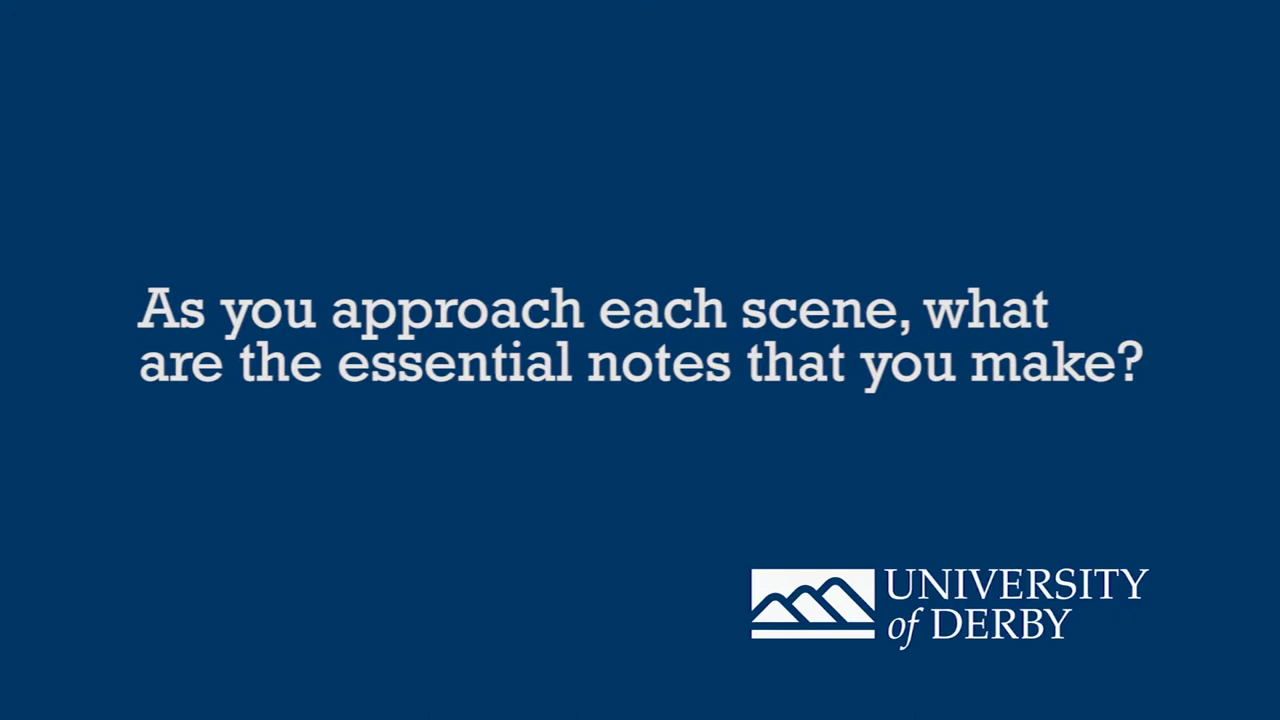 As you approach each scene, what
are the essential notes that you make?
UNIVERSITY
of DERBY